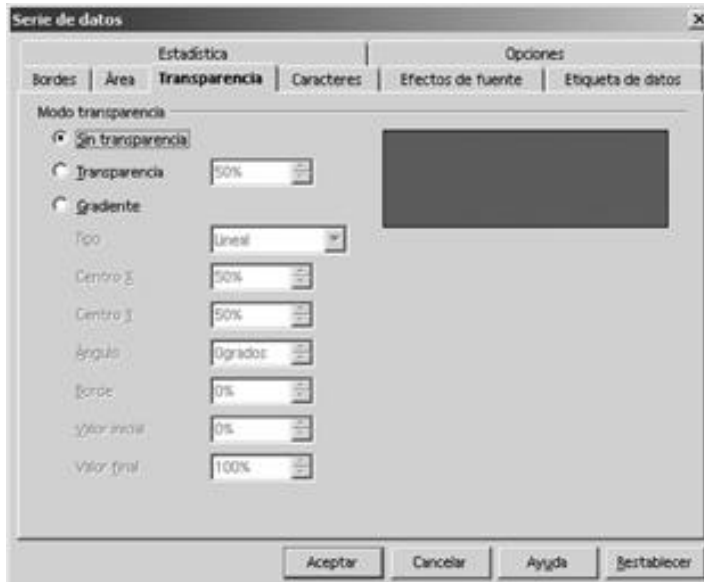 Serie de datos
Estadística Opciones
Bordes Área Transparencia Caracteres Efectos de fuente Etiqueta de datos
Modo transparencia
Sin transparencia
Transparencia 50%
Gradiente
Tipo Lineal
Centro X 50%
Centro Y 50%
Ángulo 0grados
Borde 0%
Valor inicial 0%
Valor final 100%
Aceptar Cancelar Ayuda Restablecer